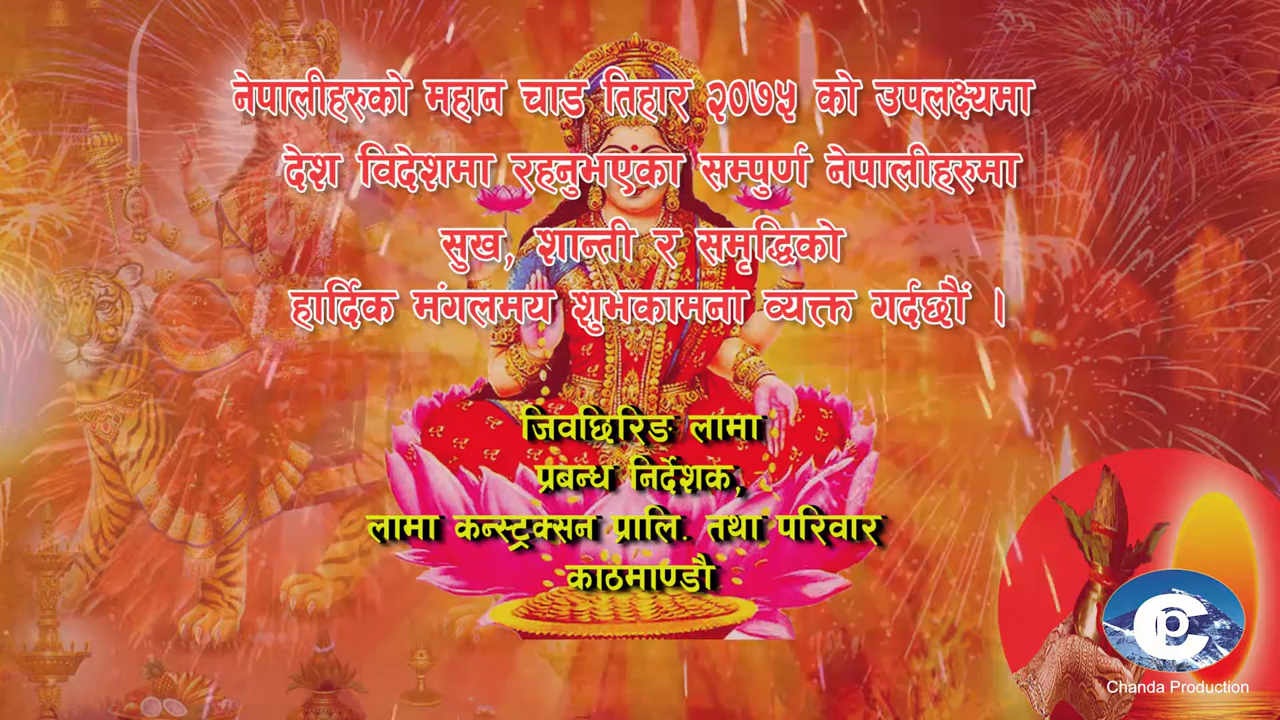 नेपालीहरुको महान चाड तिहार २०७५ को उपलक्ष्यमा
देश विदेशमा रहनुभएका सम्पुर्ण नेपालीहरुमा
सुख, शान्ती र समृद्धिको
हार्दिक मंगलमय शुभकामना व्यक्त गर्दछौं ।
जिवछिरिङ लामा
प्रबन्ध निर्देशक,
लामा कन्स्ट्रक्सन प्रालि. तथा परिवार
काठमाण्डौ
CP
Chanda Production